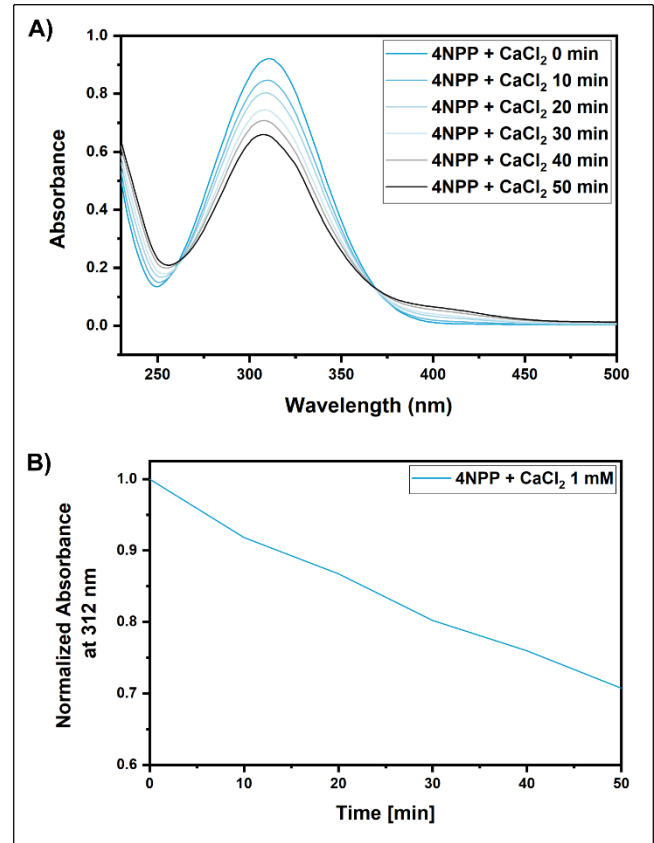 A)
4NPP + CaCl₂ 0 min
4NPP + CaCl₂ 10 min
4NPP + CaCl₂ 20 min
4NPP + CaCl₂ 30 min
4NPP + CaCl₂ 40 min
4NPP + CaCl₂ 50 min
1.0
0.8
0.6
0.4
0.2
0.0
Absorbance
250 300 350 400 450 500
Wavelength (nm)
B)
4NPP + CaCl₂ 1 mM
1.0
0.9
0.8
0.7
0.6
Normalized Absorbance
at 312 nm
0 10 20 30 40 50
Time [min]